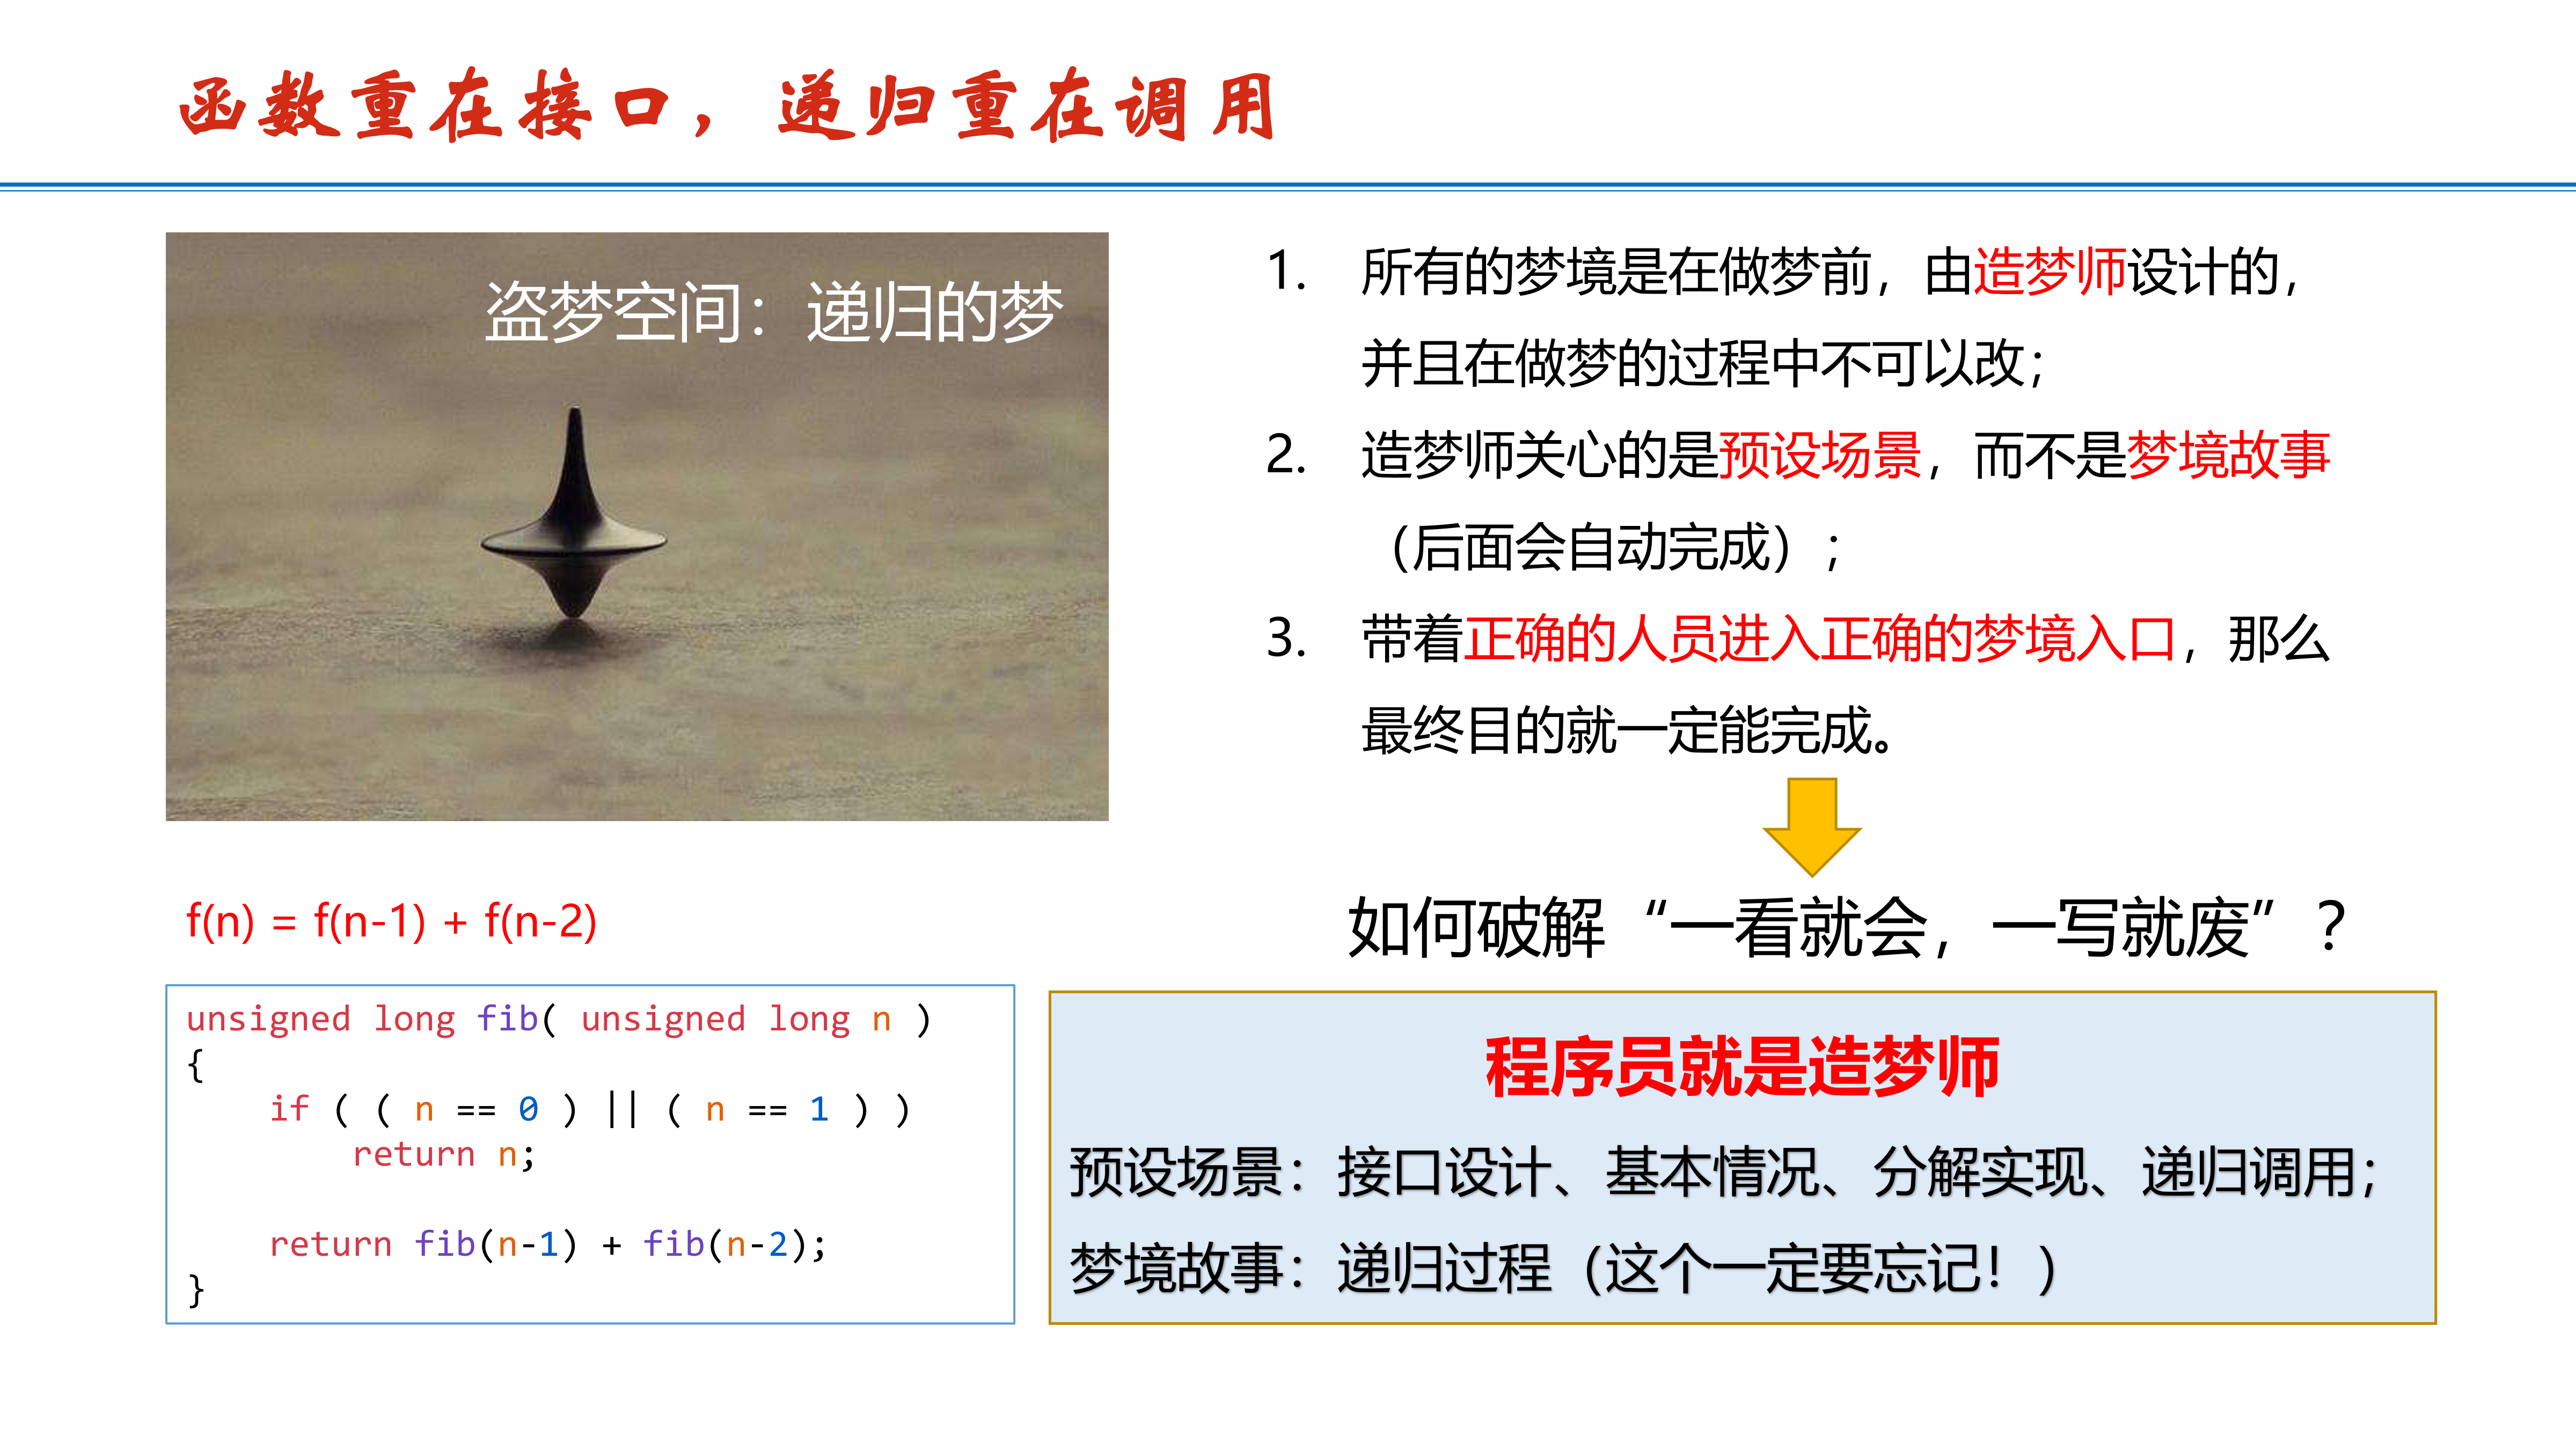 函数重在接口，递归重在调用
盗梦空间：递归的梦
1. 所有的梦境是在做梦前，由造梦师设计的，
并且在做梦的过程中不可以改；
2. 造梦师关心的是预设场景，而不是梦境故事
（后面会自动完成）；
3. 带着正确的人员进入正确的梦境入口，那么
最终目的就一定能完成。
如何破解“一看就会，一写就废”？
f(n) = f(n-1) + f(n-2)
unsigned long fib( unsigned long n )
{
    if ( ( n == 0 ) || ( n == 1 ) )
        return n;
    return fib(n-1) + fib(n-2);
}
程序员就是造梦师
预设场景：接口设计、基本情况、分解实现、递归调用；
梦境故事：递归过程（这个一定要忘记！）